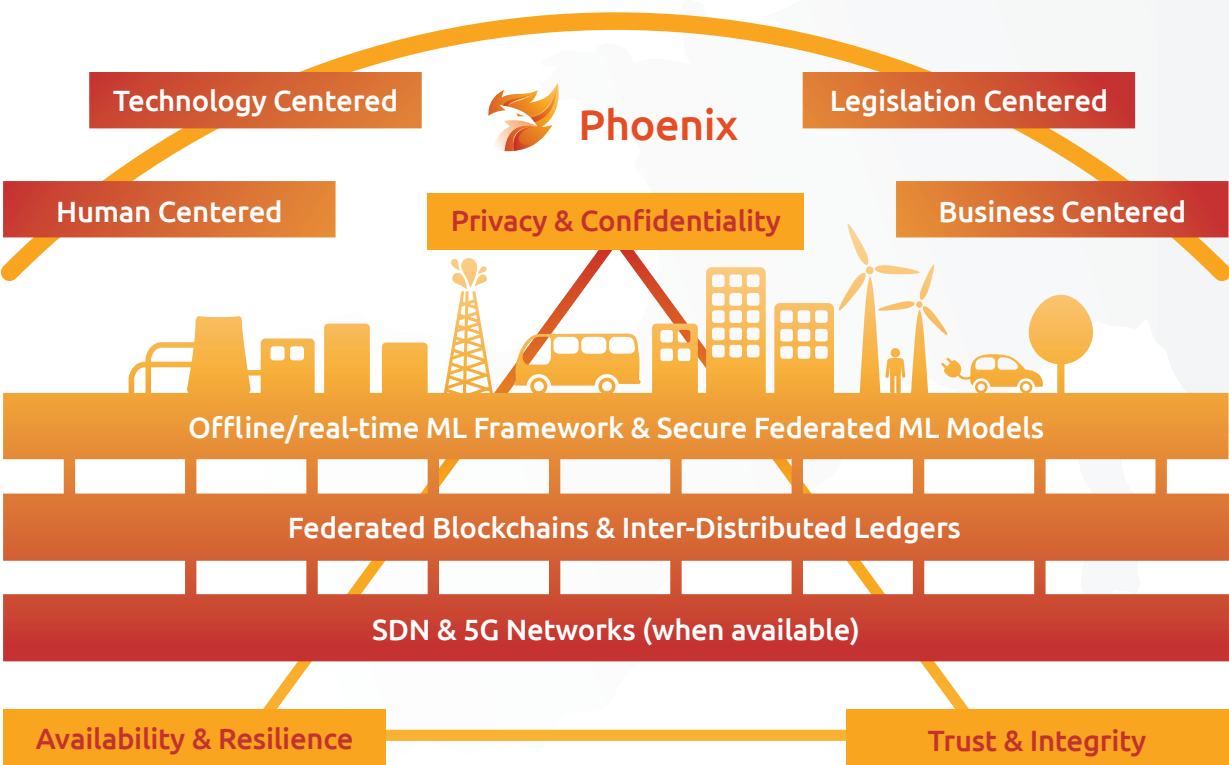 Technology Centered
Phoenix
Legislation Centered
Human Centered
Privacy & Confidentiality
Business Centered
Offline/real-time ML Framework & Secure Federated ML Models
Federated Blockchains & Inter-Distributed Ledgers
SDN & 5G Networks (when available)
Availability & Resilience
Trust & Integrity